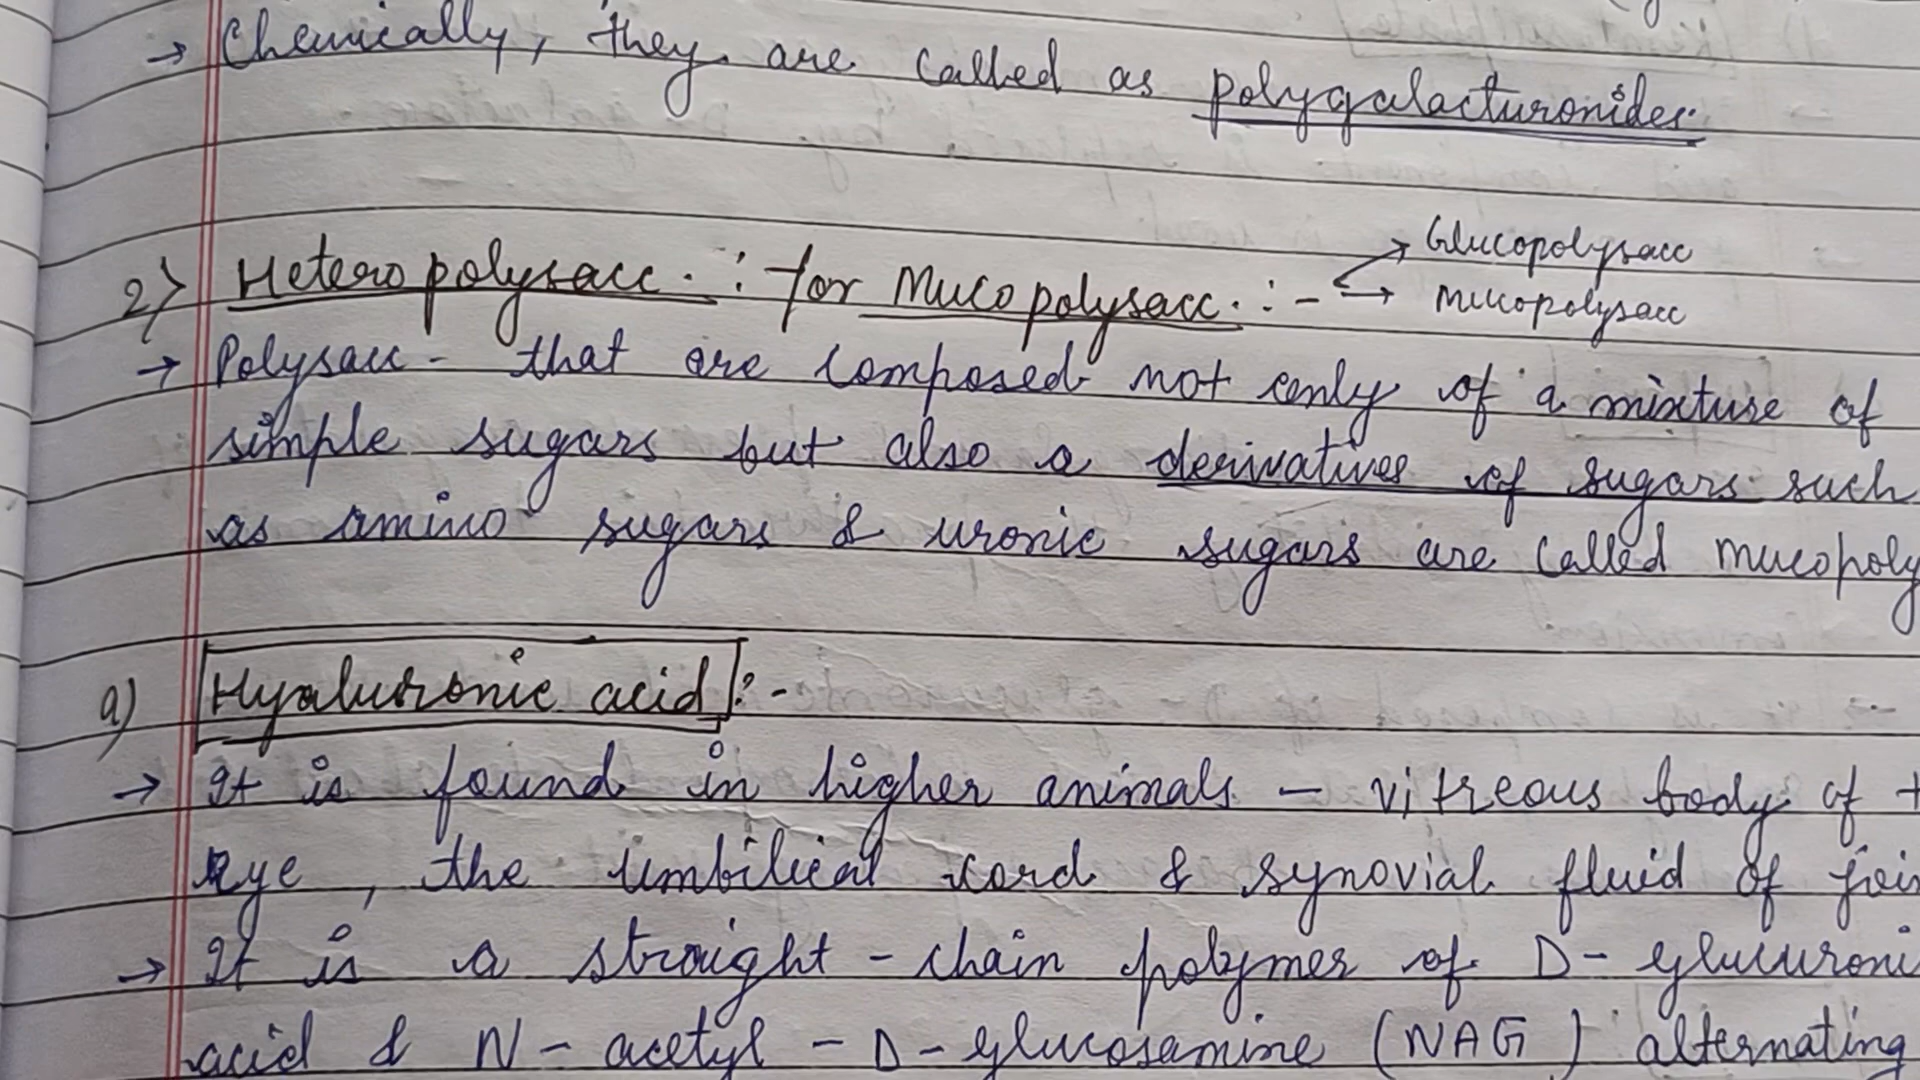 → Chemically, they are called as polygalacturonides.
→ Glucopolysacc
2) Heteropolysacc. : for Mucopolysacc. : -
→ Mucopolysacc
→ Polysacc - that are composed not only of a mixture of
simple sugars but also a derivatives of sugars such
as amino sugars & uronic sugars are called mucopoly
a) Hyaluronic acid :-
→ It is found in higher animals - vitreous body of
eye, the umbilical cord & synovial fluid of
→ It is a straight - chain polymer of D - glucuroni
acid & N - acetyl - D - glucosamine (NAG) alternating